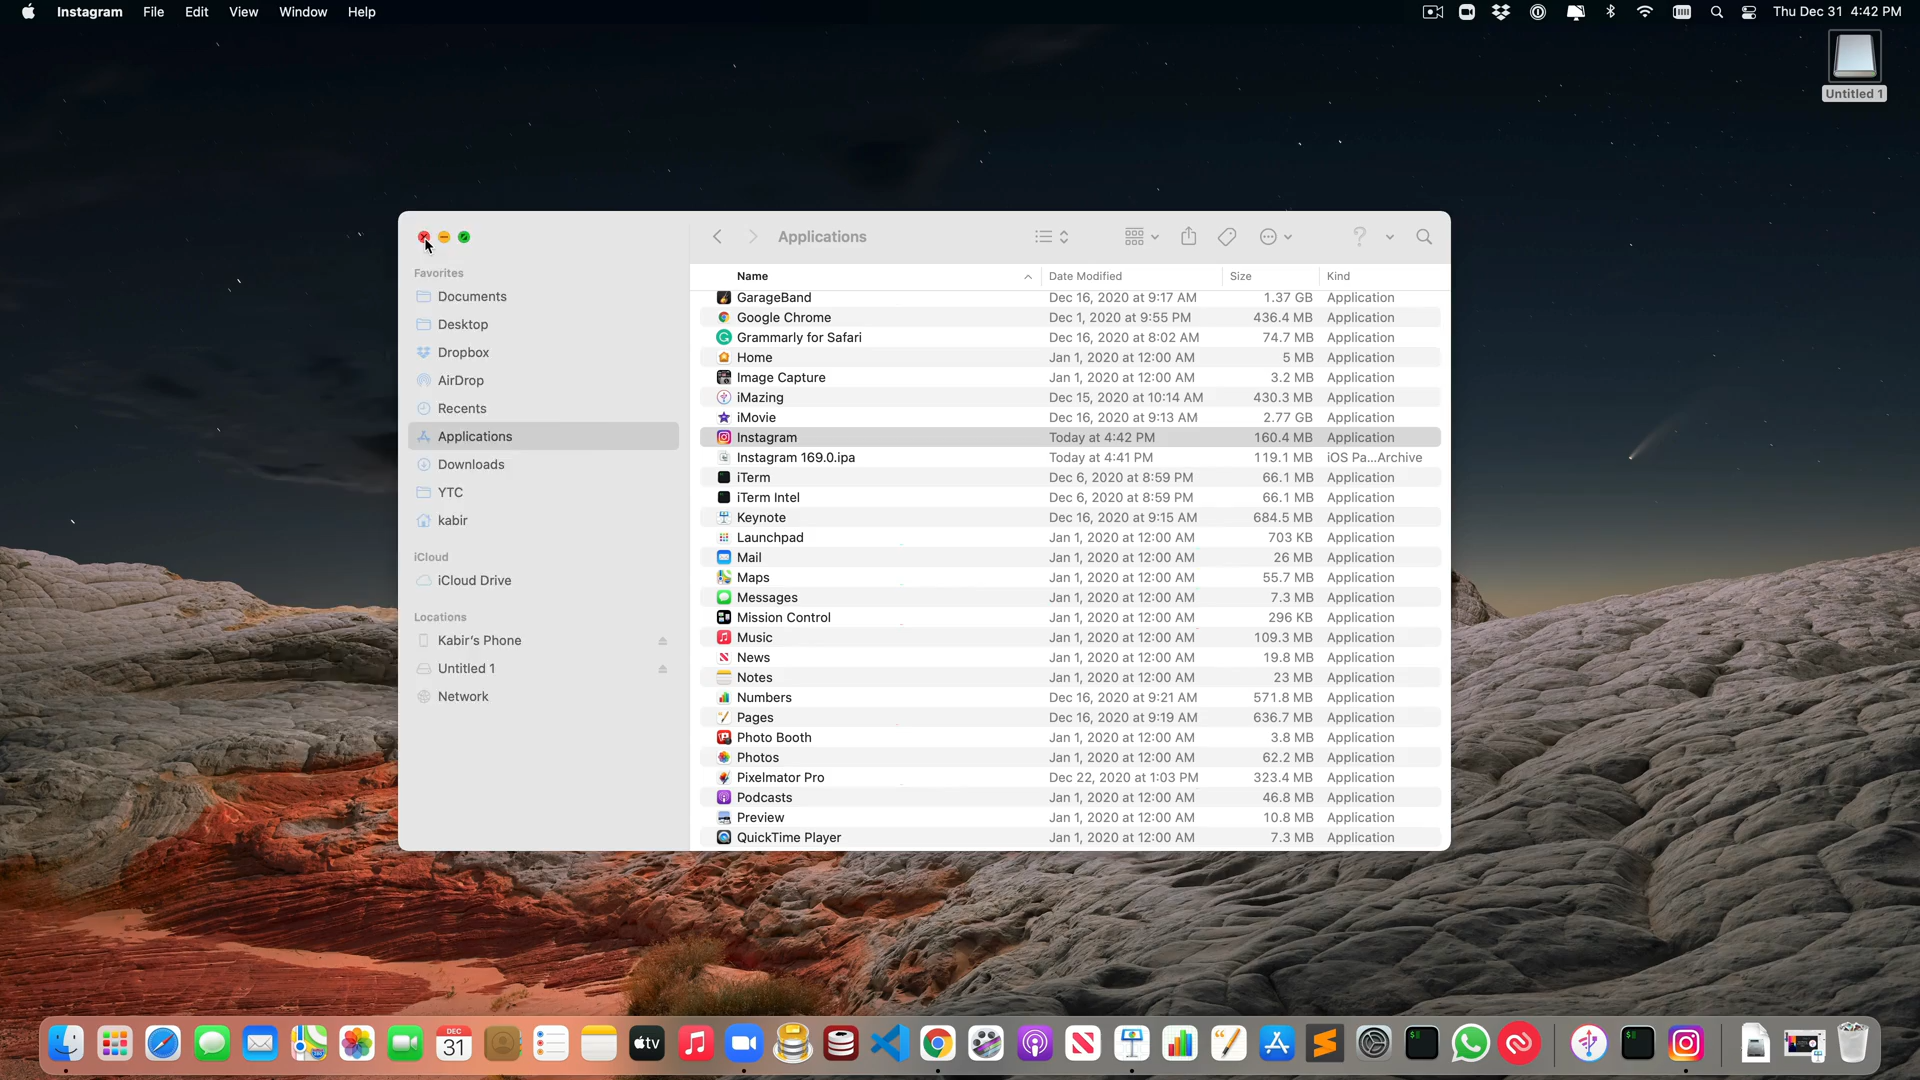 Instagram File Edit View Window Help Thu Dec 31 4:42 PM
Untitled 1
Applications
Favorites
Documents
Desktop
Dropbox
AirDrop
Recents
Applications
Downloads
YTC
kabir
iCloud
iCloud Drive
Locations
Kabir's Phone
Untitled 1
Network
Name Date Modified Size Kind
GarageBand Dec 16, 2020 at 9:17 AM 1.37 GB Application
Google Chrome Dec 1, 2020 at 9:55 PM 436.4 MB Application
Grammarly for Safari Dec 16, 2020 at 8:02 AM 74.7 MB Application
Home Jan 1, 2020 at 12:00 AM 5 MB Application
Image Capture Jan 1, 2020 at 12:00 AM 3.2 MB Application
iMazing Dec 15, 2020 at 10:14 AM 430.3 MB Application
iMovie Dec 16, 2020 at 9:13 AM 2.77 GB Application
Instagram Today at 4:42 PM 160.4 MB Application
Instagram 169.0.ipa Today at 4:41 PM 119.1 MB iOS Pa...Archive
iTerm Dec 6, 2020 at 8:59 PM 66.1 MB Application
iTerm Intel Dec 6, 2020 at 8:59 PM 66.1 MB Application
Keynote Dec 16, 2020 at 9:15 AM 684.5 MB Application
Launchpad Jan 1, 2020 at 12:00 AM 703 KB Application
Mail Jan 1, 2020 at 12:00 AM 26 MB Application
Maps Jan 1, 2020 at 12:00 AM 55.7 MB Application
Messages Jan 1, 2020 at 12:00 AM 7.3 MB Application
Mission Control Jan 1, 2020 at 12:00 AM 296 KB Application
Music Jan 1, 2020 at 12:00 AM 109.3 MB Application
News Jan 1, 2020 at 12:00 AM 19.8 MB Application
Notes Jan 1, 2020 at 12:00 AM 23 MB Application
Numbers Dec 16, 2020 at 9:21 AM 571.8 MB Application
Pages Dec 16, 2020 at 9:19 AM 636.7 MB Application
Photo Booth Jan 1, 2020 at 12:00 AM 3.8 MB Application
Photos Jan 1, 2020 at 12:00 AM 62.2 MB Application
Pixelmator Pro Dec 22, 2020 at 1:03 PM 323.4 MB Application
Podcasts Jan 1, 2020 at 12:00 AM 46.8 MB Application
Preview Jan 1, 2020 at 12:00 AM 10.8 MB Application
QuickTime Player Jan 1, 2020 at 12:00 AM 7.3 MB Application
DEC
31
tv